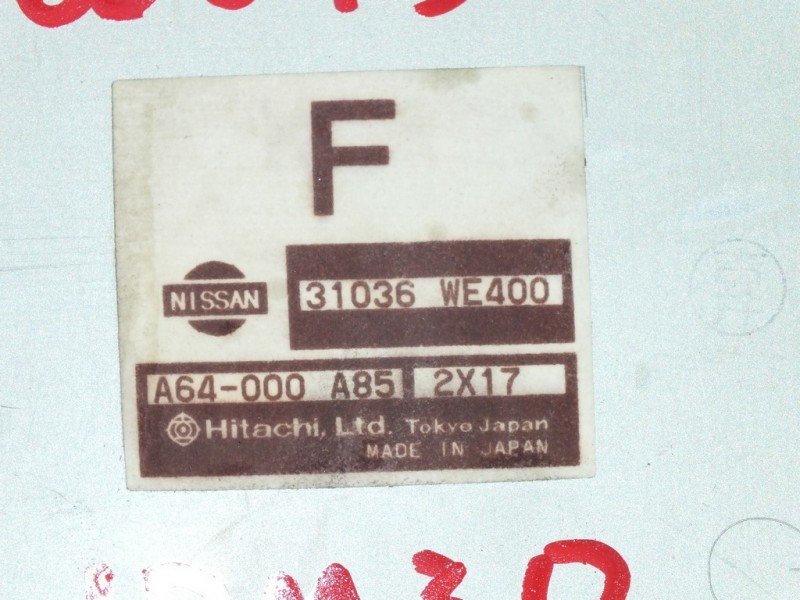 F
NISSAN
31036 WE400
A64-000 A85 2X17
Hitachi, Ltd. Tokyo Japan
MADE IN JAPAN